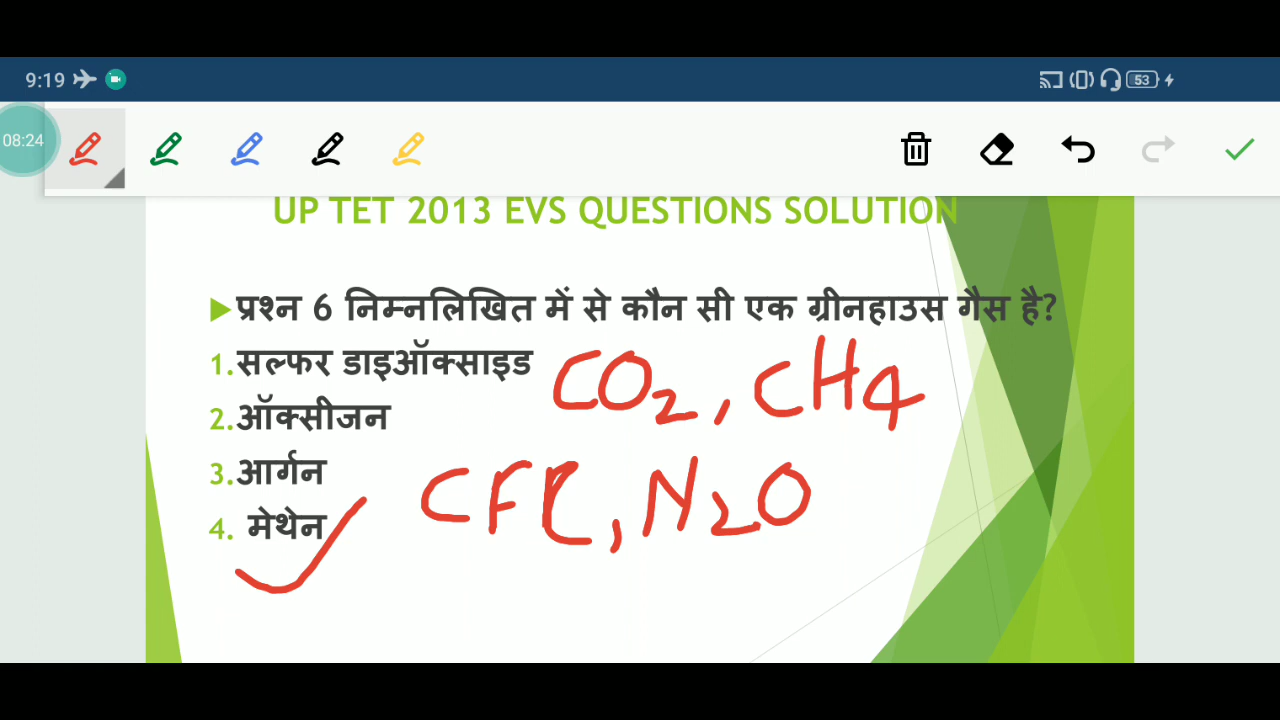 9:19
53
08:24
UP TET 2013 EVS QUESTIONS SOLUTION
प्रश्न 6 निम्नलिखित में से कौन सी एक ग्रीनहाउस गैस है?
1.सल्फर डाइऑक्साइड
CO2, CH4
2.ऑक्सीजन
3.आर्गन
CFC, N2O
4. मेथेन